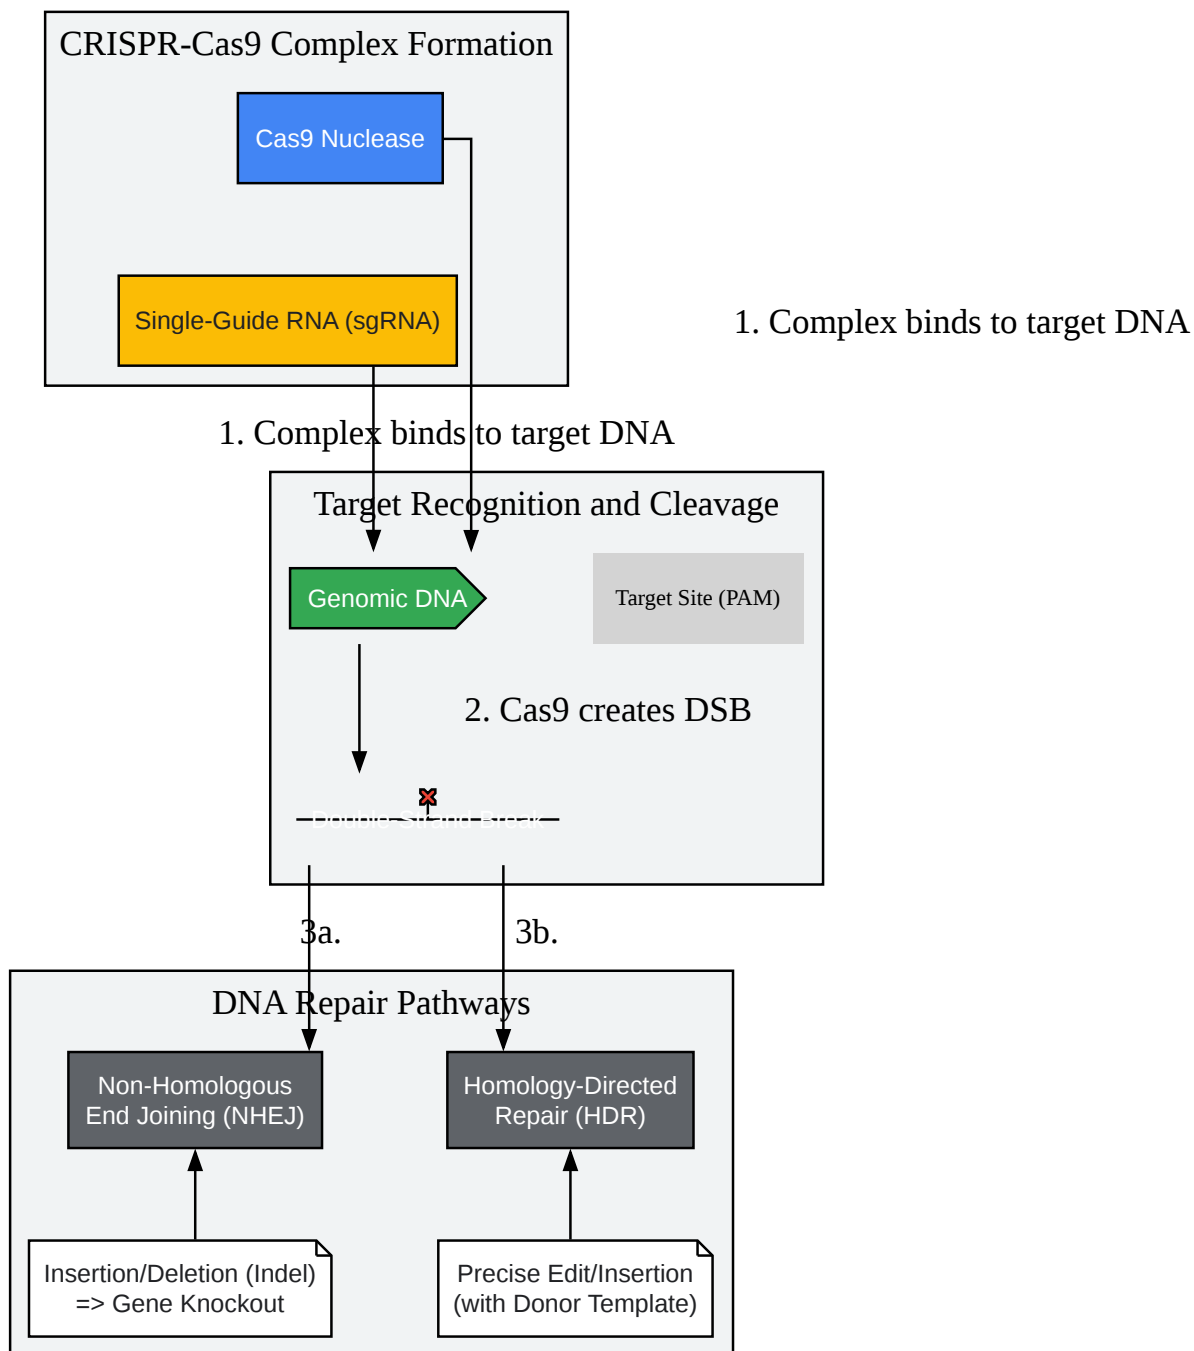 CRISPR-Cas9 Complex Formation
Cas9 Nuclease
Single-Guide RNA (sgRNA)
1. Complex binds to target DNA
1. Complex binds to target DNA
Target Recognition and Cleavage
Genomic DNA
Target Site (PAM)
2. Cas9 creates DSB
Double-Strand Break
3a.
3b.
DNA Repair Pathways
Non-Homologous
End Joining (NHEJ)
Homology-Directed
Repair (HDR)
Insertion/Deletion (Indel)
=> Gene Knockout
Precise Edit/Insertion
(with Donor Template)